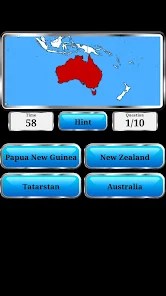 Time
58
Hint
Question
1/10
Papua New Guinea
New Zealand
Tatarstan
Australia